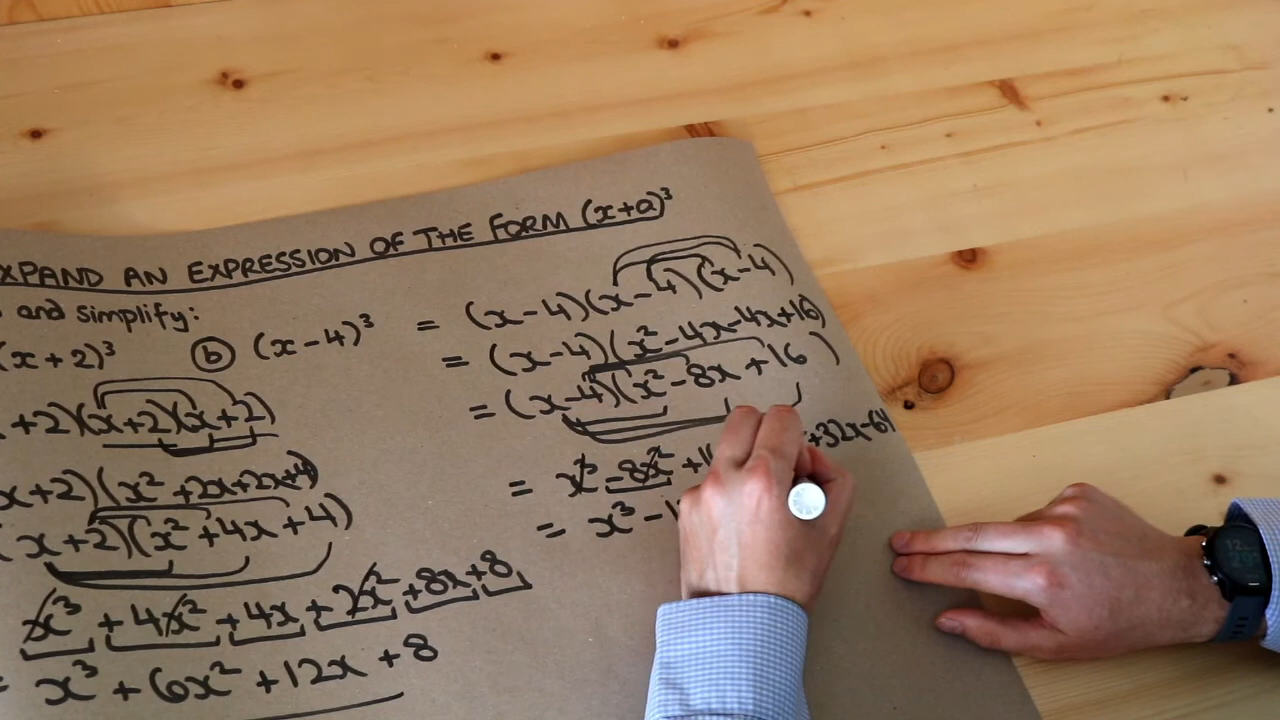 XPAND AN EXPRESSION OF THE FORM (x+a)³
and simplify:
(x+2)³
+2)(x+2)(x+2)
x+2)(x²+2x+2x+4)
(x+2)(x²+4x+4)
x³+4x²+4x+2x²+8x+8
= x³+6x²+12x+8
b (x-4)³ = (x-4)(x-4)(x-4)
= (x-4)(x²-4x-4x+16)
= (x-4)(x²-8x+16)
= x³-8x² +32x-64
= x³-1